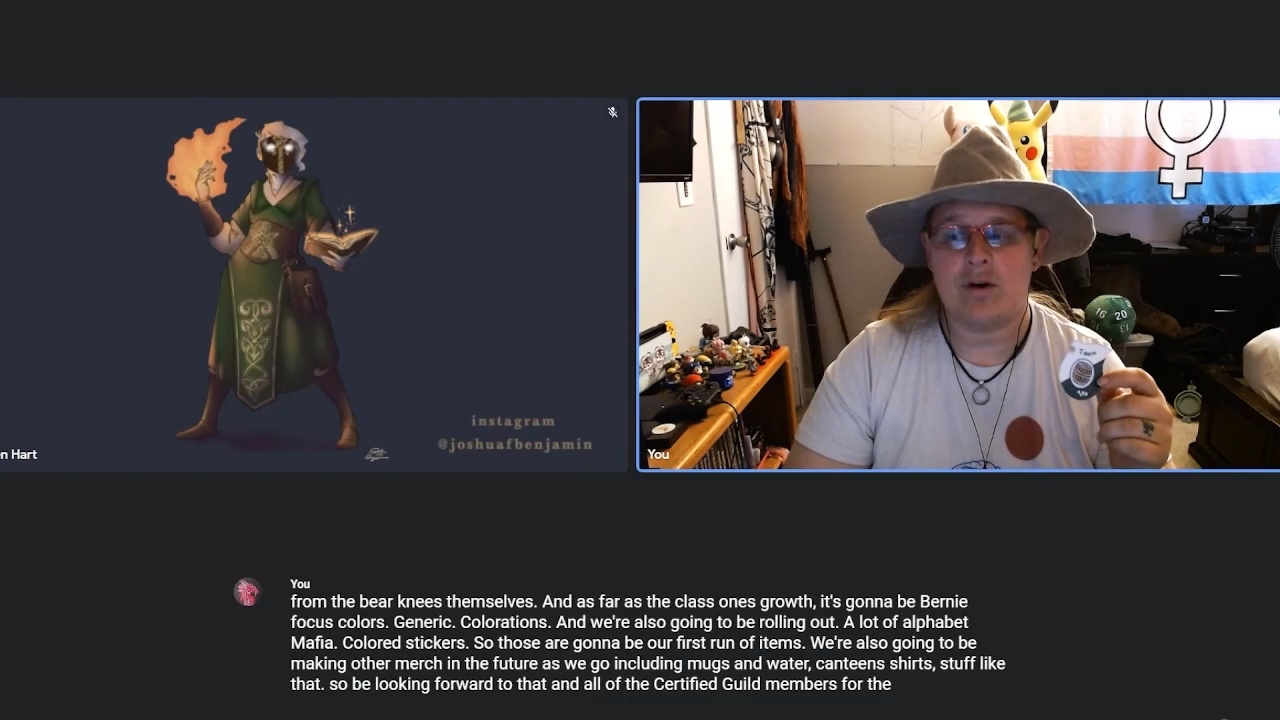 instagram
@joshuafbenjamin
n Hart
You
16 20
You
from the bear knees themselves. And as far as the class ones growth, it's gonna be Bernie
focus colors. Generic. Colorations. And we're also going to be rolling out. A lot of alphabet
Mafia. Colored stickers. So those are gonna be our first run of items. We're also going to be
making other merch in the future as we go including mugs and water, canteens shirts, stuff like
that. so be looking forward to that and all of the Certified Guild members for the